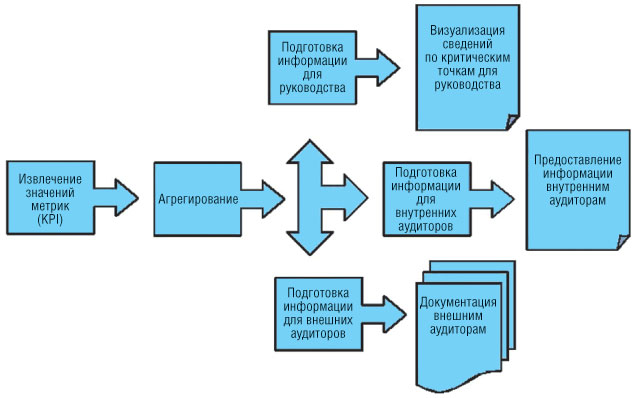 Извлечение
значений
метрик
(KPI)
Агрегирование
Подготовка
информации
для
руководства
Визуализация
сведений
по критическим
точкам для
руководства
Подготовка
информации
для
внутренних
аудиторов
Предоставление
информации
внутренним
аудиторам
Подготовка
информации
для внешних
аудиторов
Документация
внешним
аудиторам